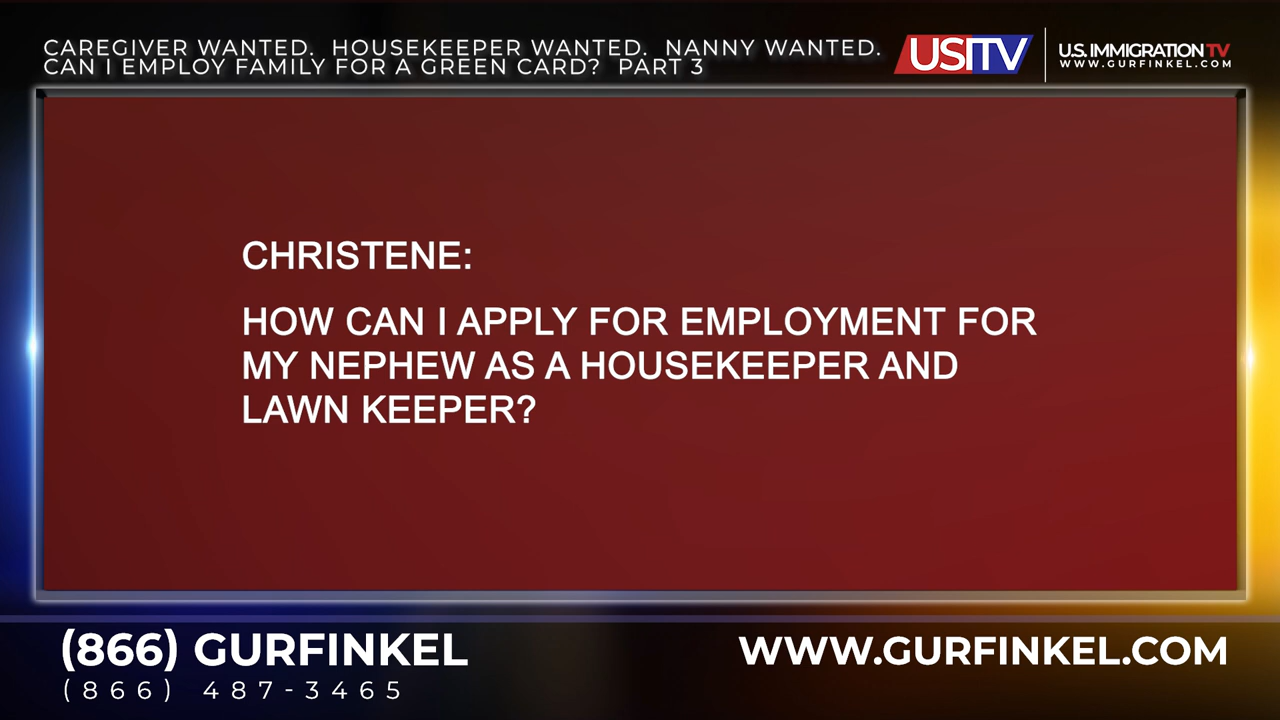 CAREGIVER WANTED. HOUSEKEEPER WANTED. NANNY WANTED.
CAN I EMPLOY FAMILY FOR A GREEN CARD? PART 3
USITV
U.S. IMMIGRATION TV
WWW.GURFINKEL.COM
CHRISTENE:
HOW CAN I APPLY FOR EMPLOYMENT FOR
MY NEPHEW AS A HOUSEKEEPER AND
LAWN KEEPER?
(866) GURFINKEL
(866) 487-3465
WWW.GURFINKEL.COM